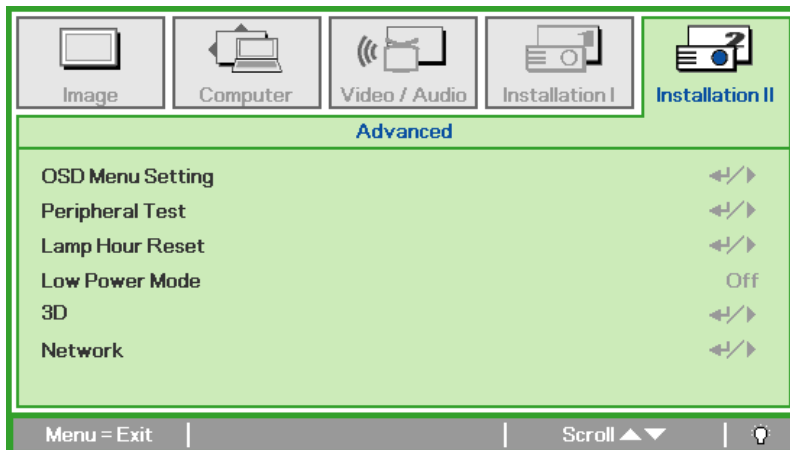 Image Computer Video / Audio Installation I Installation II
Advanced
OSD Menu Setting
Peripheral Test
Lamp Hour Reset
Low Power Mode Off
3D
Network
Menu = Exit Scroll